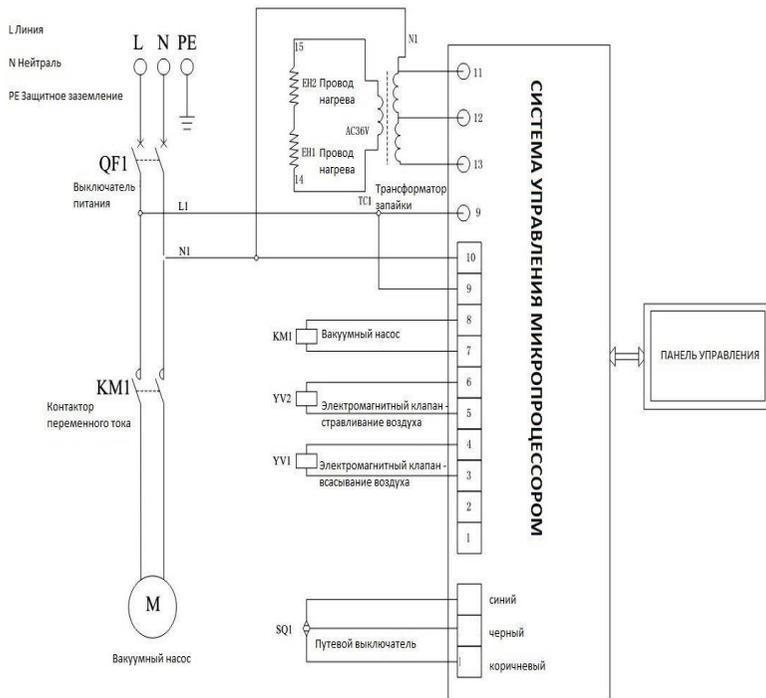 L Линия
L N PE
N Нейтраль
PE Защитное заземление
QF1
Выключатель
питания
L1
N1
KM1
Контактор
переменного тока
M
Вакуумный насос
N1
15
EH2 Провод
нагрева
AC36V
EH1 Провод
нагрева
14
TC1
Трансформатор
запайки
11
12
13
9
10
9
8
7
6
5
4
3
2
1
KM1
Вакуумный насос
YV2
Электромагнитный клапан -
стравливание воздуха
YV1
Электромагнитный клапан -
всасывание воздуха
SQ1
Путевой выключатель
синий
черный
коричневый
СИСТЕМА УПРАВЛЕНИЯ МИКРОПРОЦЕССОРОМ
ПАНЕЛЬ УПРАВЛЕНИЯ